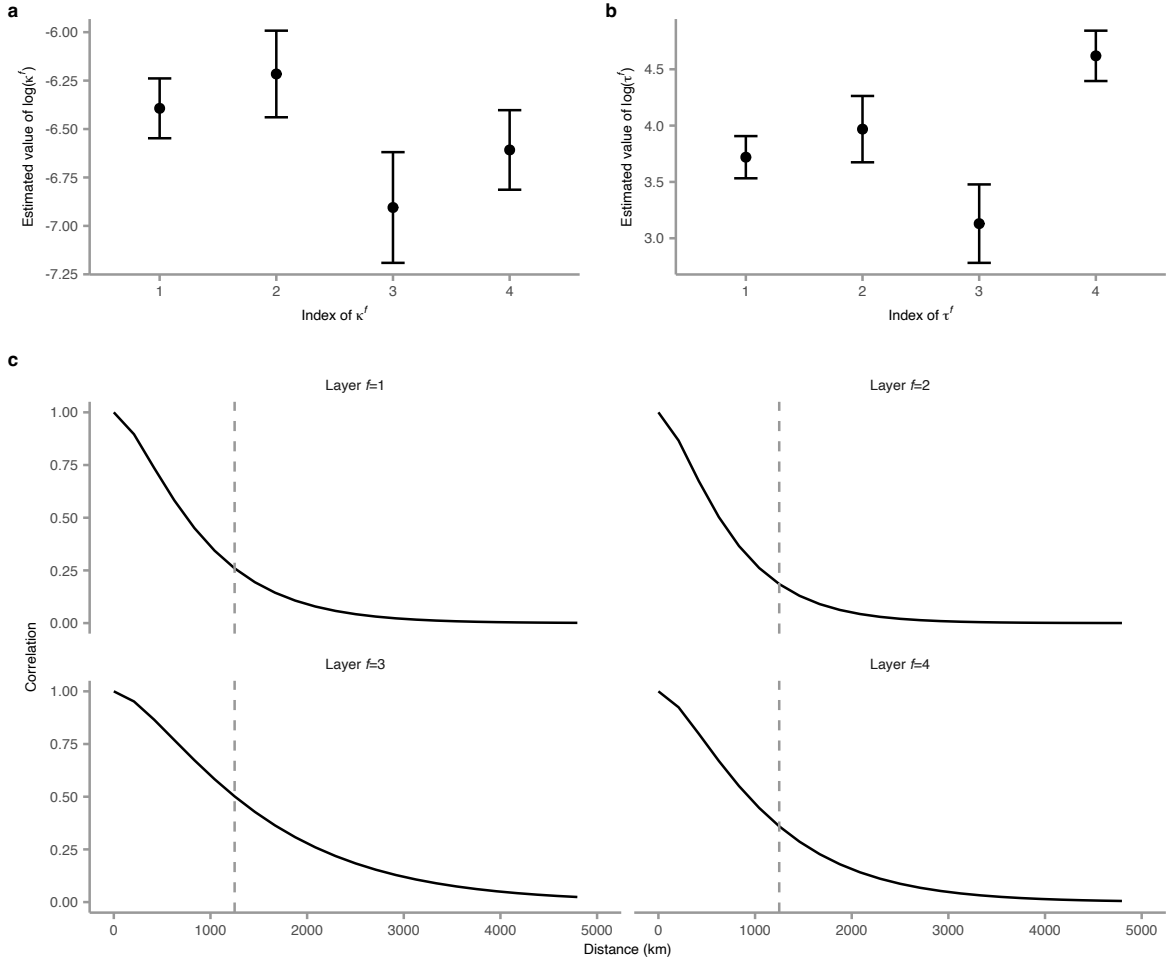 a
-6.00
-6.25
-6.50
-6.75
-7.00
-7.25
Estimated value of log(κᶠ)
1 2 3 4
Index of κᶠ
b
4.5
4.0
3.5
3.0
Estimated value of log(τᶠ)
1 2 3 4
Index of τᶠ
c
Layer f=1
Layer f=2
1.00
0.75
0.50
0.25
0.00
Correlation
Layer f=3
Layer f=4
1.00
0.75
0.50
0.25
0.00
0 1000 2000 3000 4000 5000
0 1000 2000 3000 4000 5000
Distance (km)